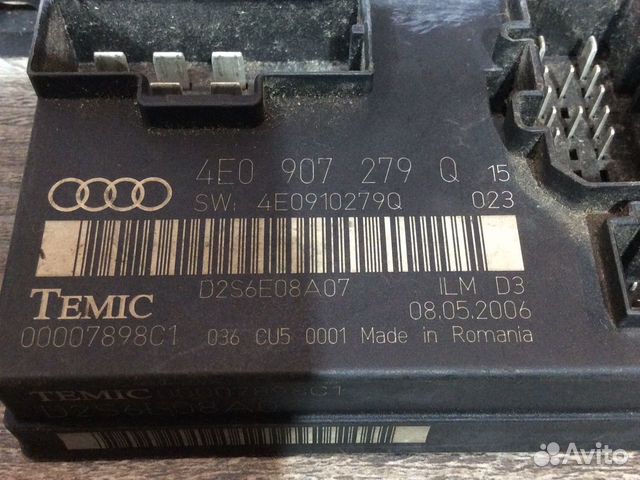 4E0 907 279 Q 15
SW: 4E0910279Q 023
D2S6E08A07 ILM D3
TEMIC 08.05.2006
00007898C1 036 CU5 0001 Made in Romania
TEMIC
Avito